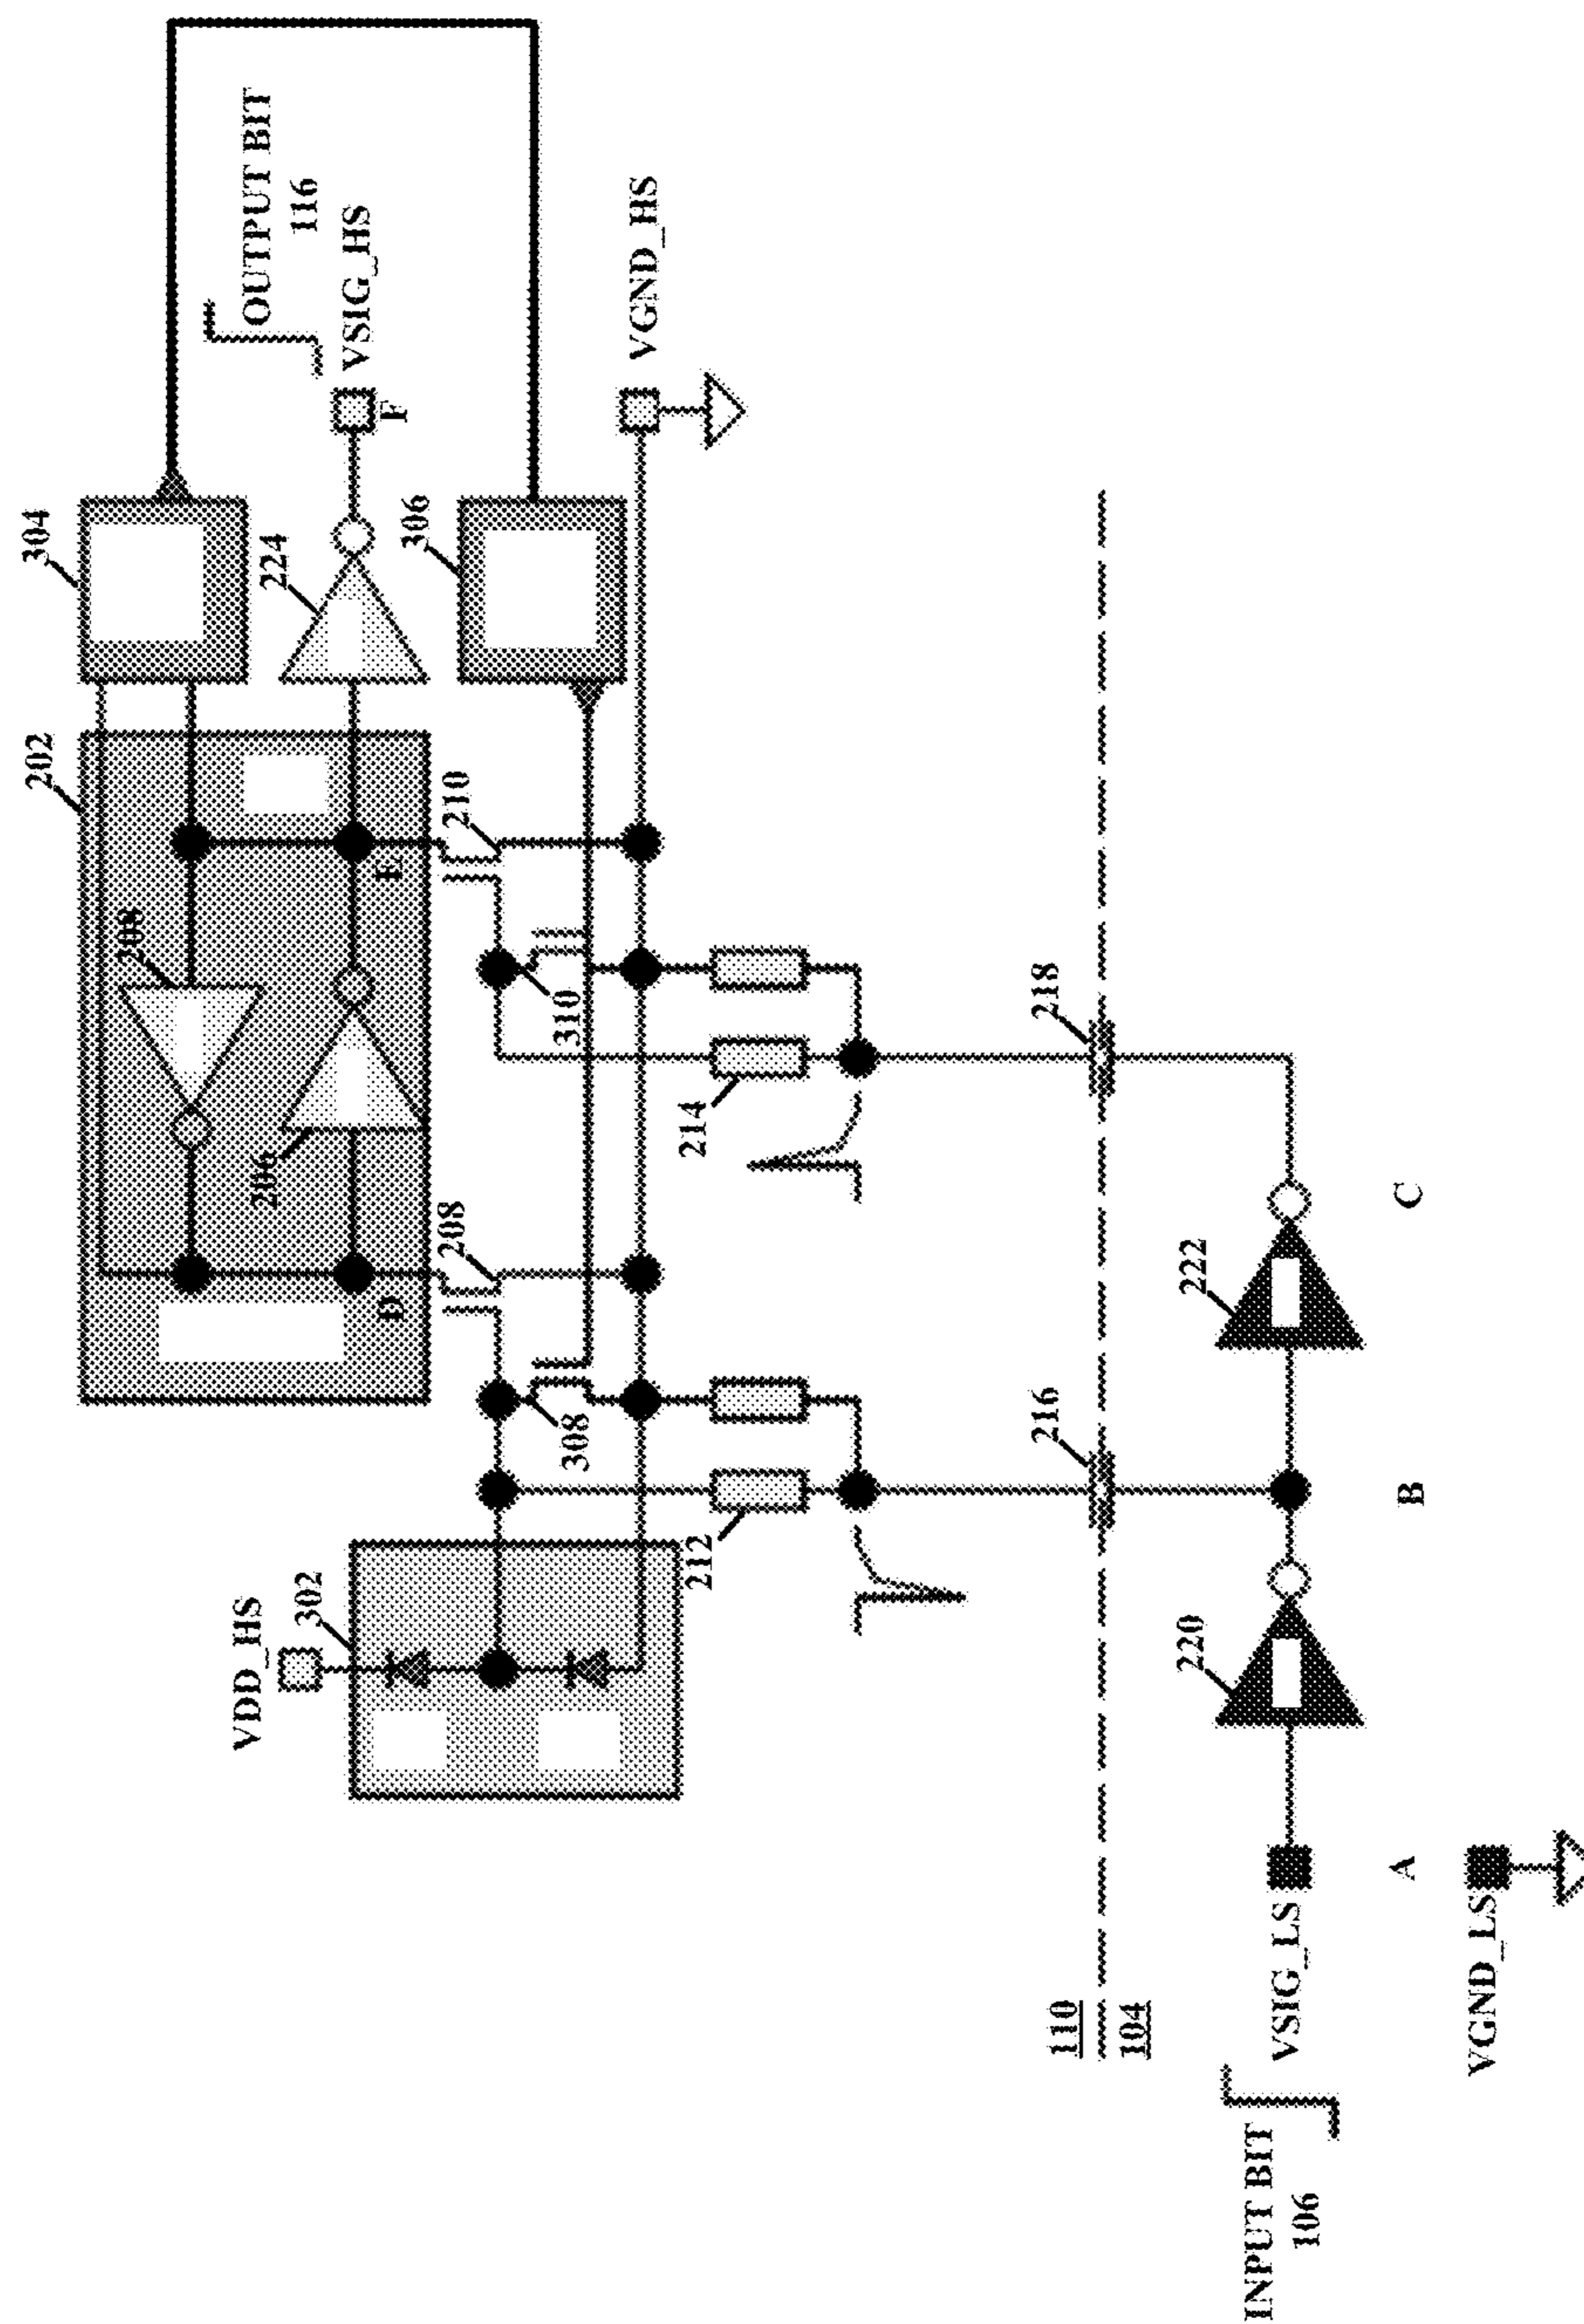 304
OUTPUT BIT
116
VSIG_HS
F
224
306
VGND_HS
202
208
206
E
D
210
208
310
308
VDD_HS
302
214
212
218
216
110
104
220
222
INPUT BIT
106
VSIG_LS
VGND_LS
A
B
C